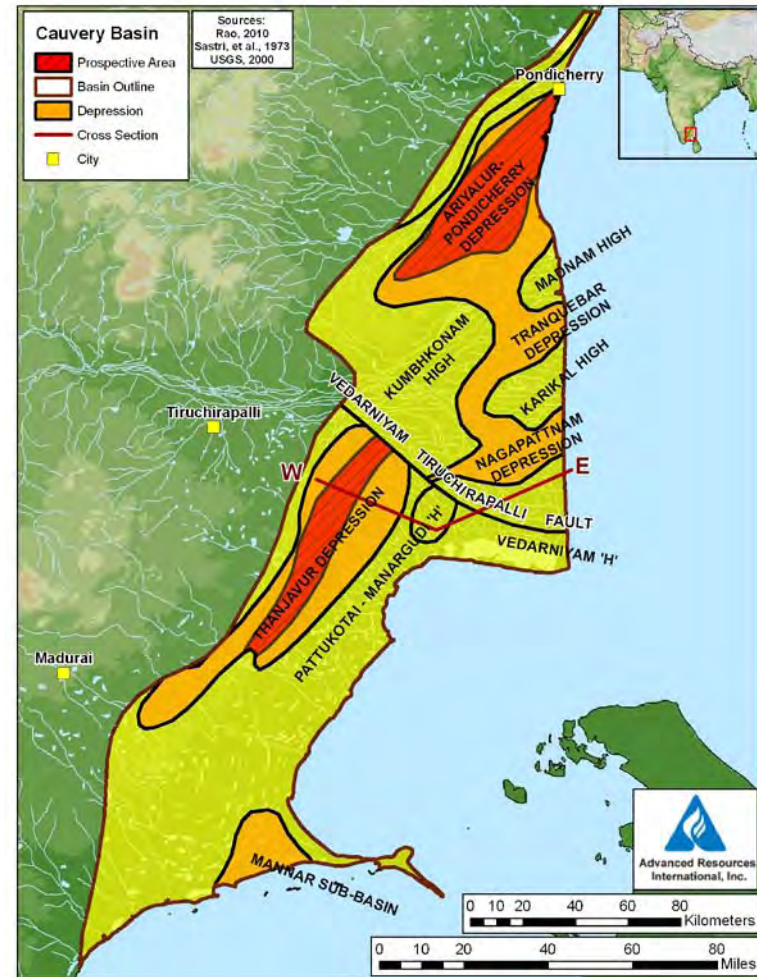 Cauvery Basin
Prospective Area
Basin Outline
Depression
Cross Section
City
Sources:
Rao, 2010
Sastri, et al., 1973
USGS, 2000
Pondicherry
ARIYALUR-
PONDICHERRY
DEPRESSION
MADNAM HIGH
TRANQUEBAR
DEPRESSION
KUMBHKONAM
HIGH
KARIKAL HIGH
Tiruchirapalli
NAGAPATTNAM
DEPRESSION
VEDARNIYAM TIRUCHIRAPALLI FAULT
W
E
VEDARNIYAM 'H'
THANJAVUR DEPRESSION
PATTUKOTAI - MANARGUDI 'H'
Madurai
MANNAR SUB-BASIN
Advanced Resources
International, Inc.
0 10 20 40 60 80
Kilometers
0 10 20 40 60 80
Miles